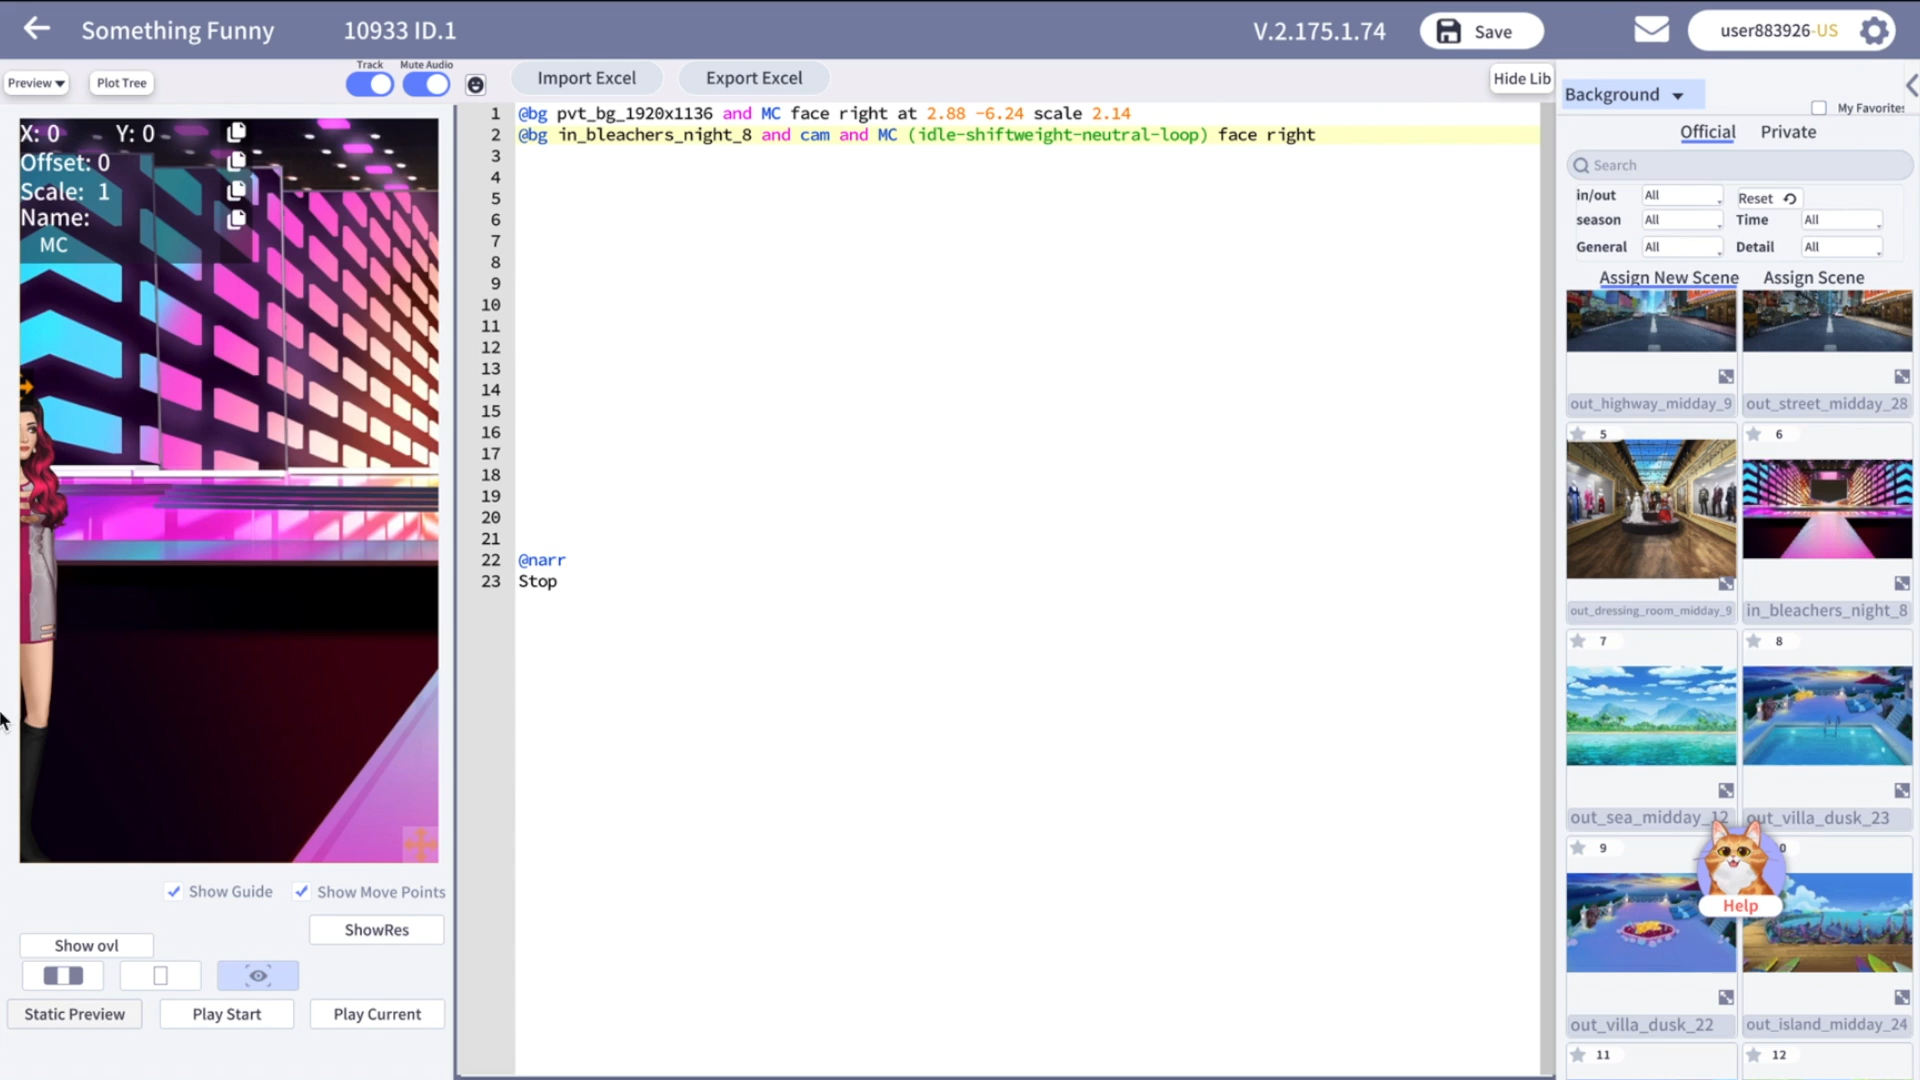 Something Funny
10933 ID.1
V.2.175.1.74
Save
user883926-US
Preview
Plot Tree
Track
Mute Audio
Import Excel
Export Excel
Hide Lib
Background
My Favorites
Official
Private
Search
in/out All
Reset
season All
Time All
General All
Detail All
Assign New Scene
Assign Scene
X: 0 Y: 0
Offset: 0
Scale: 1
Name:
MC
1 @bg pvt_bg_1920x1136 and MC face right at 2.88 -6.24 scale 2.14
2 @bg in_bleachers_night_8 and cam and MC (idle-shiftweight-neutral-loop) face right
3
4
5
6
7
8
9
10
11
12
13
14
15
16
17
18
19
20
21
22 @narr
23 Stop
out_highway_midday_9
out_street_midday_28
5
6
out_dressing_room_midday_9
in_bleachers_night_8
7
8
out_sea_midday_12
out_villa_dusk_23
9
0
Help
out_villa_dusk_22
out_island_midday_24
11
12
Show Guide
Show Move Points
ShowRes
Show ovl
Static Preview
Play Start
Play Current